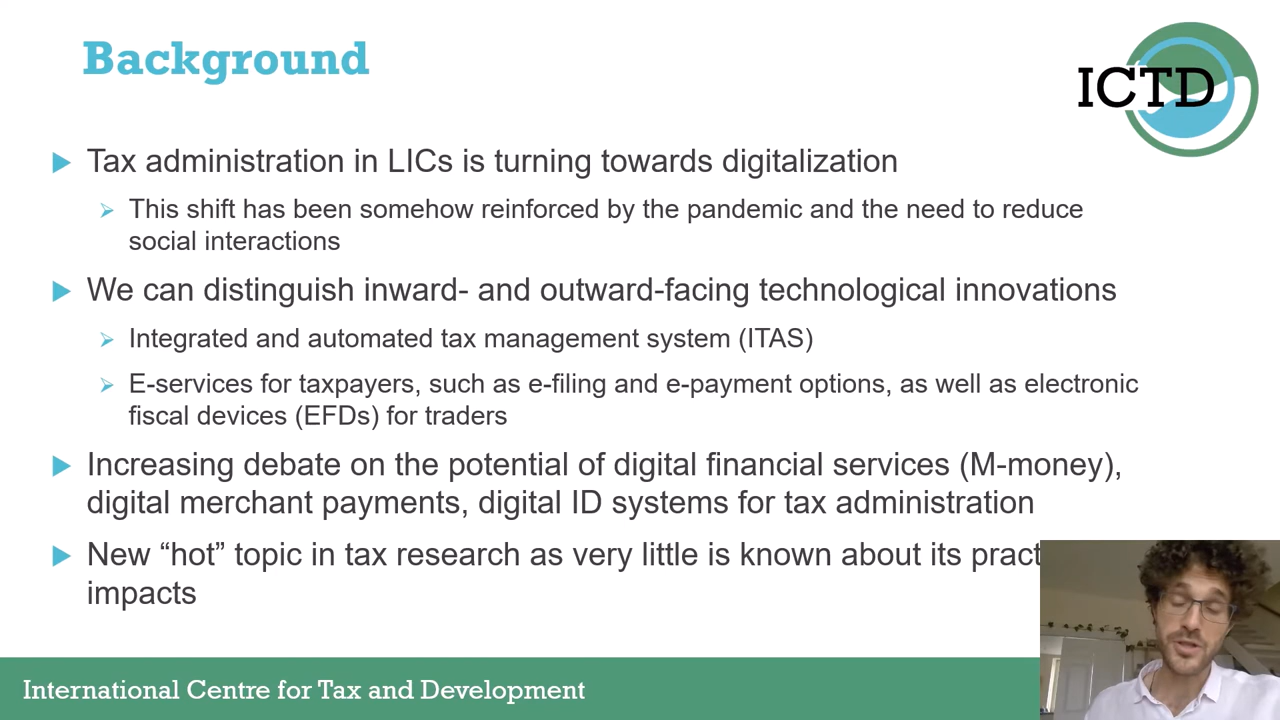 Background
ICTD
Tax administration in LICs is turning towards digitalization
This shift has been somehow reinforced by the pandemic and the need to reduce
social interactions
We can distinguish inward- and outward-facing technological innovations
Integrated and automated tax management system (ITAS)
E-services for taxpayers, such as e-filing and e-payment options, as well as electronic
fiscal devices (EFDs) for traders
Increasing debate on the potential of digital financial services (M-money),
digital merchant payments, digital ID systems for tax administration
New “hot” topic in tax research as very little is known about its
impacts
International Centre for Tax and Development